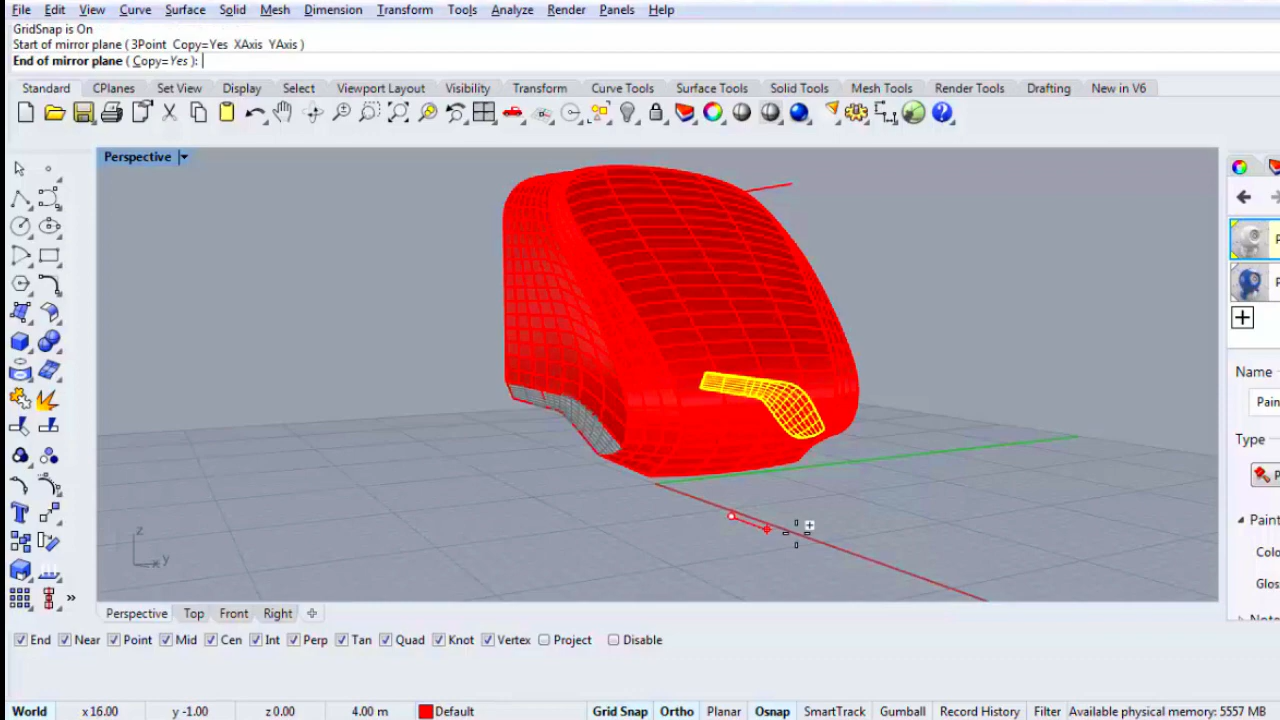 File Edit View Curve Surface Solid Mesh Dimension Transform Tools Analyze Render Panels Help
GridSnap is On
Start of mirror plane ( 3Point Copy=Yes XAxis YAxis )
End of mirror plane ( Copy=Yes ):
Standard CPlanes Set View Display Select Viewport Layout Visibility Transform Curve Tools Surface Tools Solid Tools Mesh Tools Render Tools Drafting New in V6
Perspective
Name
Pain
Type
P
Paint
Colo
Glos
z
y
Perspective Top Front Right
End Near Point Mid Cen Int Perp Tan Quad Knot Vertex Project Disable
World x 16.00 y -1.00 z 0.00 4.00 m Default Grid Snap Ortho Planar Osnap SmartTrack Gumball Record History Filter Available physical memory: 5557 MB